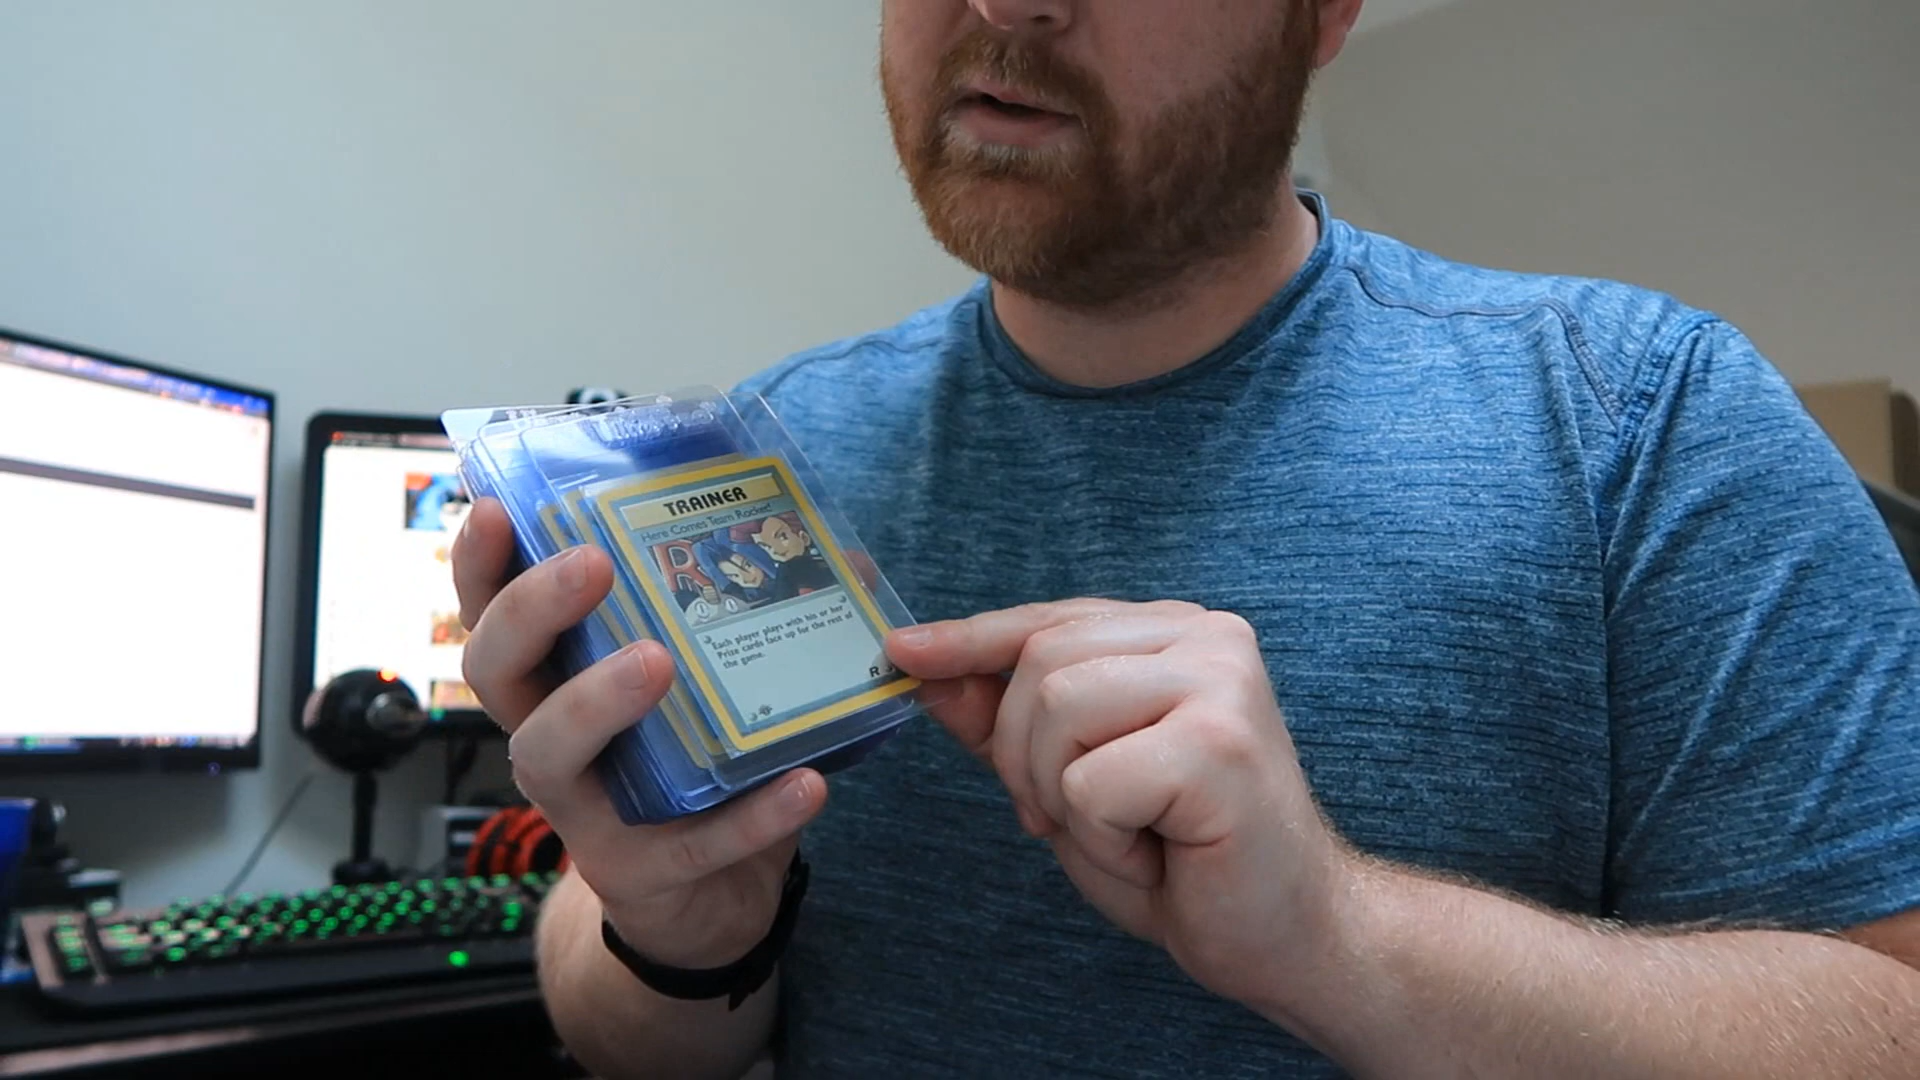 TRAINER
Here Comes Team Rocket!
R
Each player plays with his or her
Prize cards face up for the rest of
the game.
R